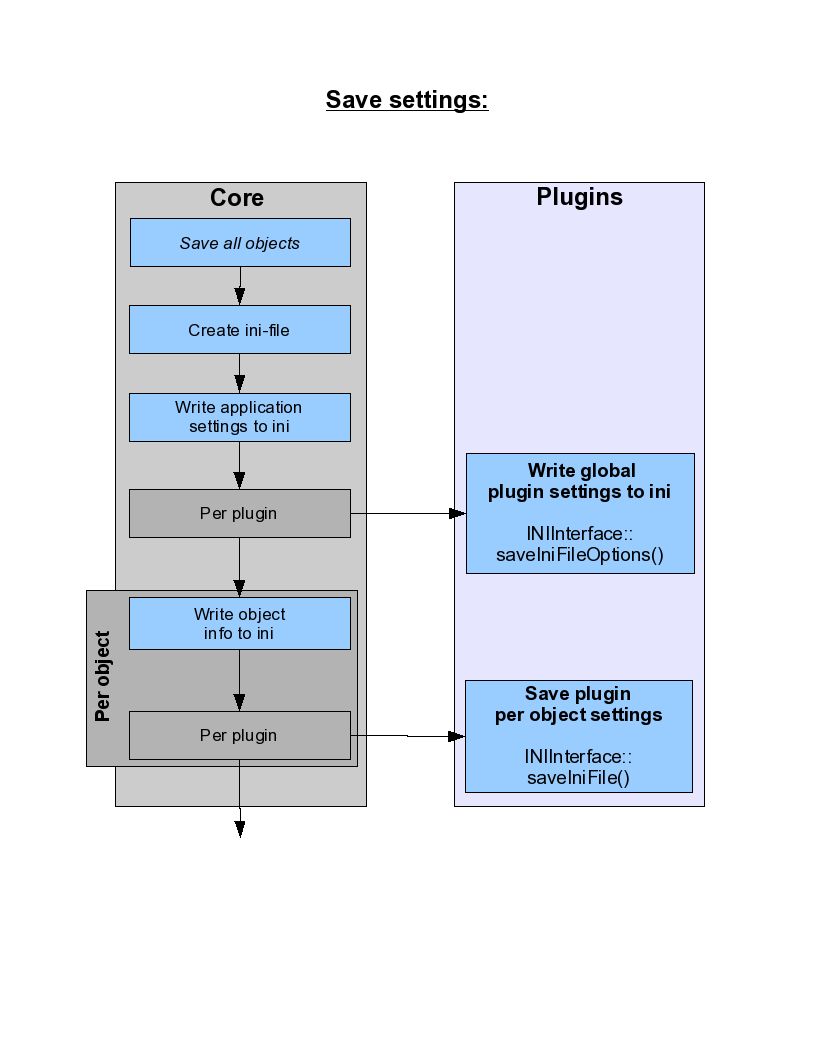 Save settings:
Core
Save all objects
Create ini-file
Write application
settings to ini
Per plugin
Per object
Write object
info to ini
Per plugin
Plugins
Write global
plugin settings to ini
INIInterface::
saveIniFileOptions()
Save plugin
per object settings
INIInterface::
saveIniFile()